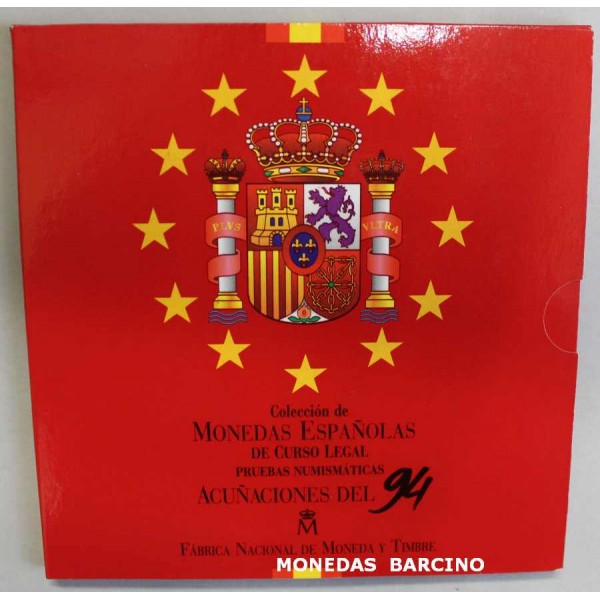 PLVS VLTRA
Colección de
MONEDAS ESPAÑOLAS
DE CURSO LEGAL
PRUEBAS NUMISMÁTICAS
ACUÑACIONES DEL 94
M
FÁBRICA NACIONAL DE MONEDA Y TIMBRE
MONEDAS BARCINO